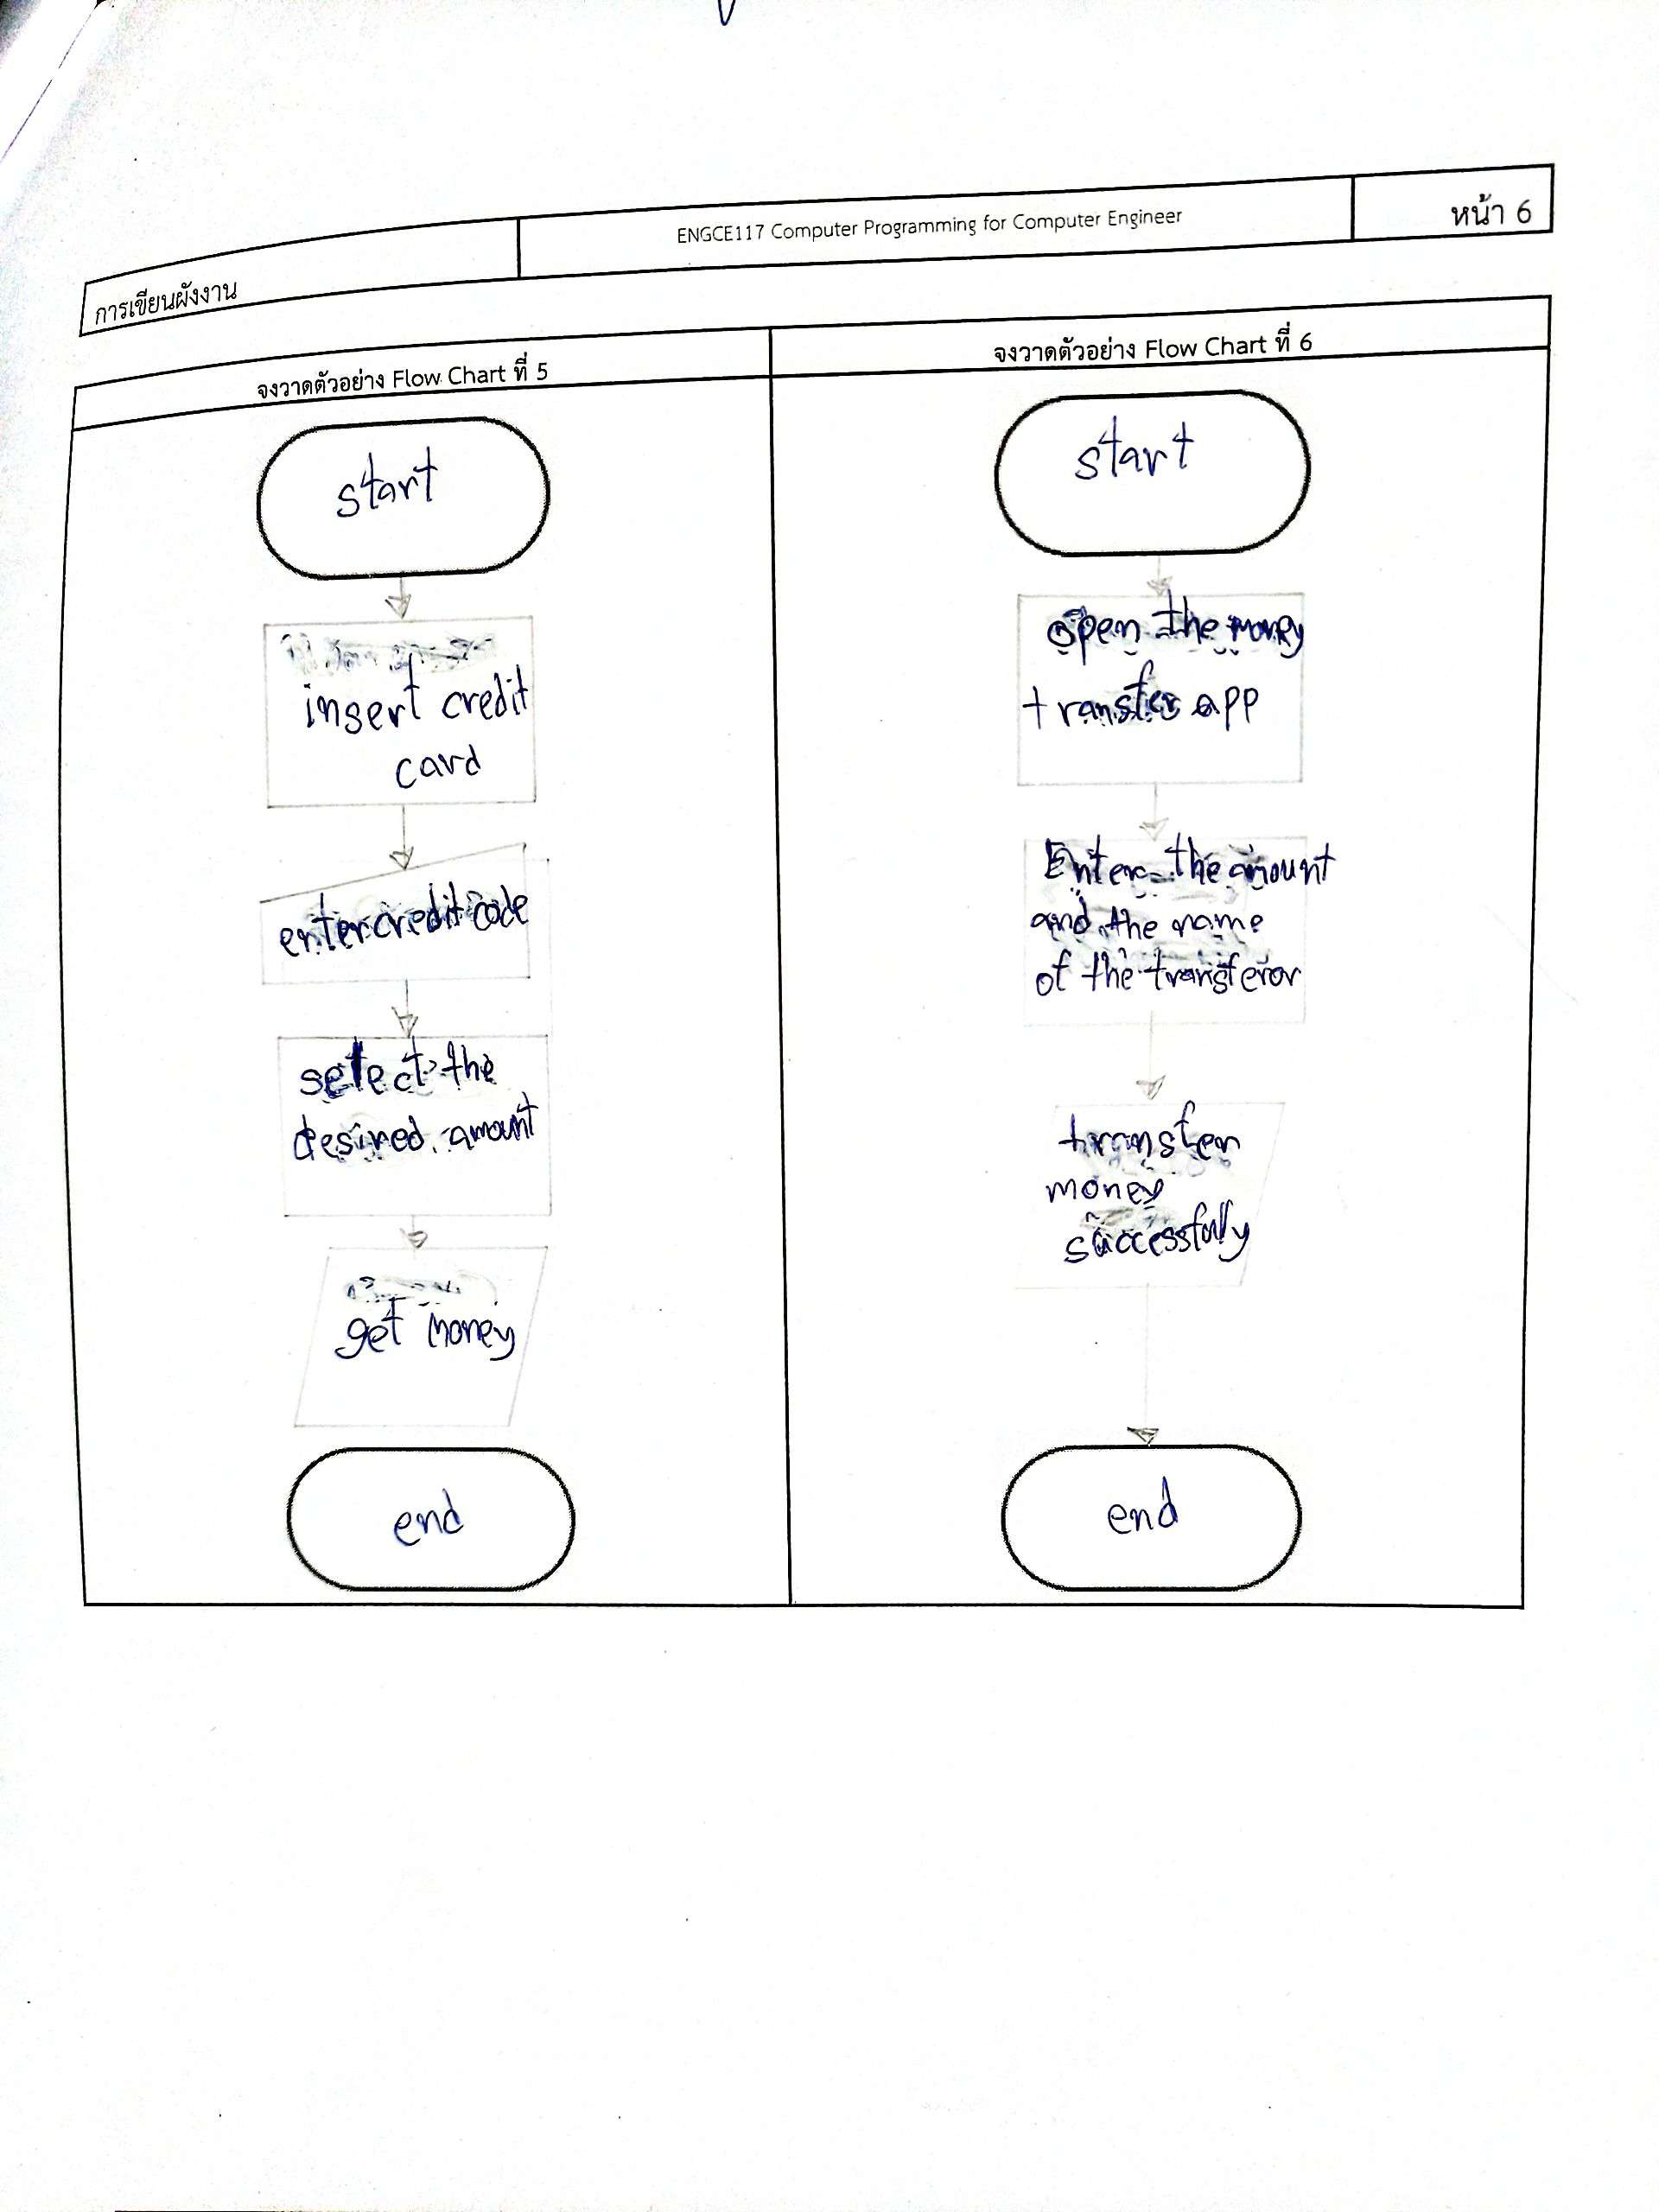 การเขียนผังงาน
ENGCE117 Computer Programming for Computer Engineer
หน้า 6
จงวาดตัวอย่าง Flow Chart ที่ 5
start
insert credit
card
enter credit code
select the
desired amount
get money
end
จงวาดตัวอย่าง Flow Chart ที่ 6
start
open the money
transfer app
Enter the amount
and the name
of the transferor
transfer
money
successfully
end